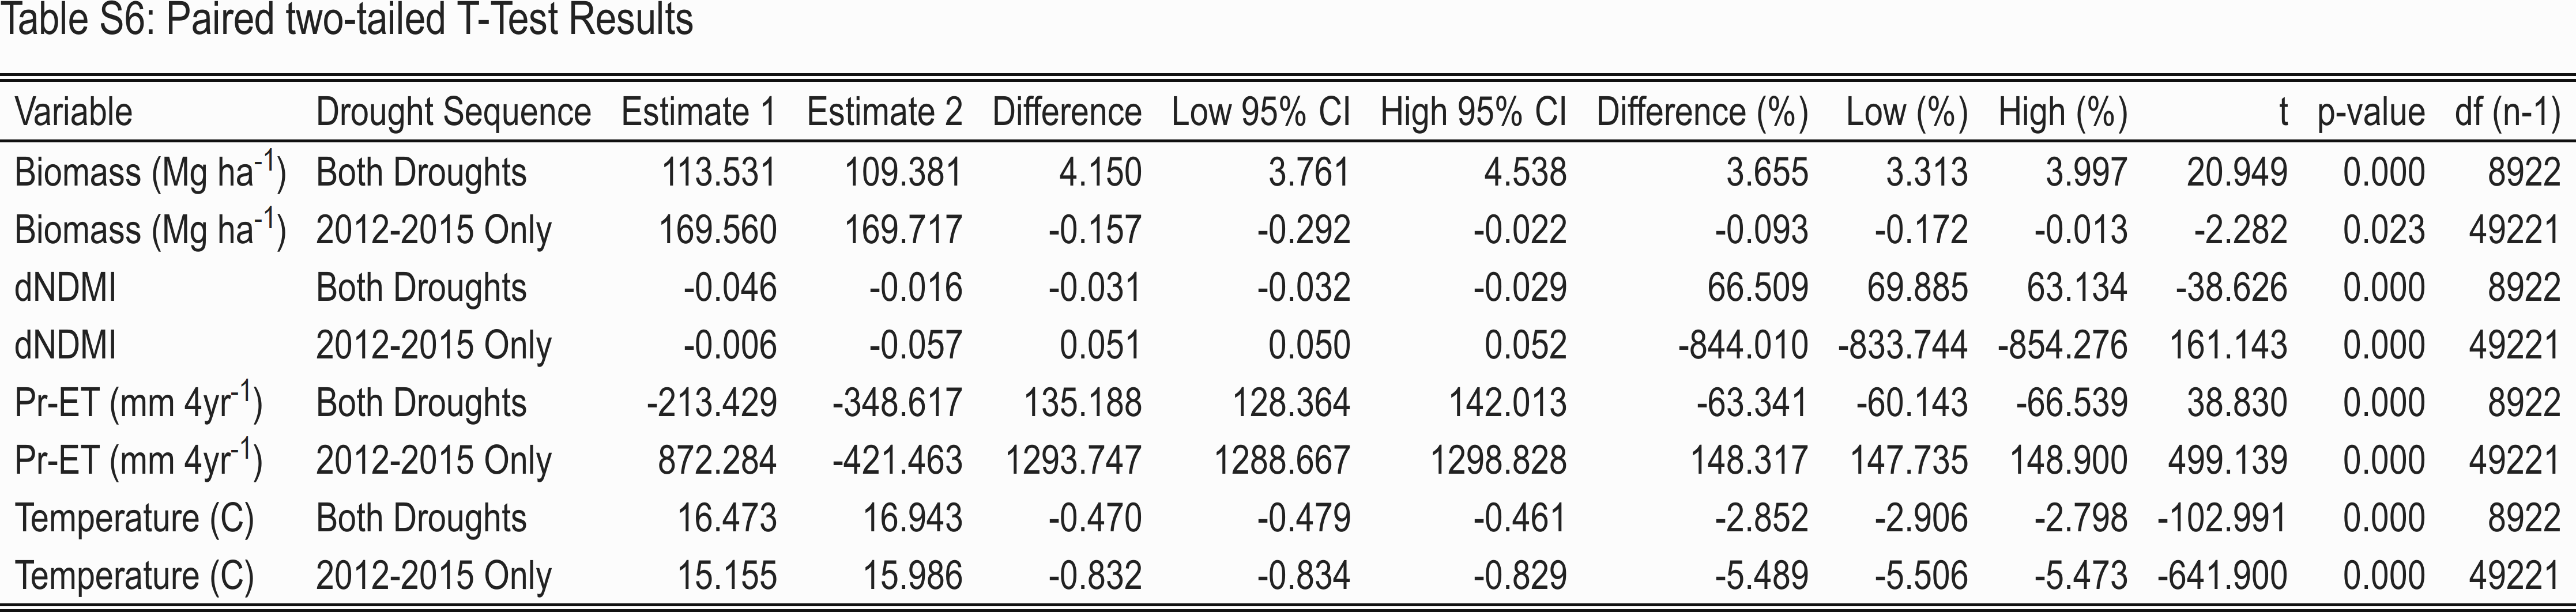 Table S6: Paired two-tailed T-Test Results
Variable Drought Sequence Estimate 1 Estimate 2 Difference Low 95% CI High 95% CI Difference (%) Low (%) High (%) t p-value df (n-1)
Biomass (Mg ha⁻¹) Both Droughts 113.531 109.381 4.150 3.761 4.538 3.655 3.313 3.997 20.949 0.000 8922
Biomass (Mg ha⁻¹) 2012-2015 Only 169.560 169.717 -0.157 -0.292 -0.022 -0.093 -0.172 -0.013 -2.282 0.023 49221
dNDMI Both Droughts -0.046 -0.016 -0.031 -0.032 -0.029 66.509 69.885 63.134 -38.626 0.000 8922
dNDMI 2012-2015 Only -0.006 -0.057 0.051 0.050 0.052 -844.010 -833.744 -854.276 161.143 0.000 49221
Pr-ET (mm 4yr⁻¹) Both Droughts -213.429 -348.617 135.188 128.364 142.013 -63.341 -60.143 -66.539 38.830 0.000 8922
Pr-ET (mm 4yr⁻¹) 2012-2015 Only 872.284 -421.463 1293.747 1288.667 1298.828 148.317 147.735 148.900 499.139 0.000 49221
Temperature (C) Both Droughts 16.473 16.943 -0.470 -0.479 -0.461 -2.852 -2.906 -2.798 -102.991 0.000 8922
Temperature (C) 2012-2015 Only 15.155 15.986 -0.832 -0.834 -0.829 -5.489 -5.506 -5.473 -641.900 0.000 49221